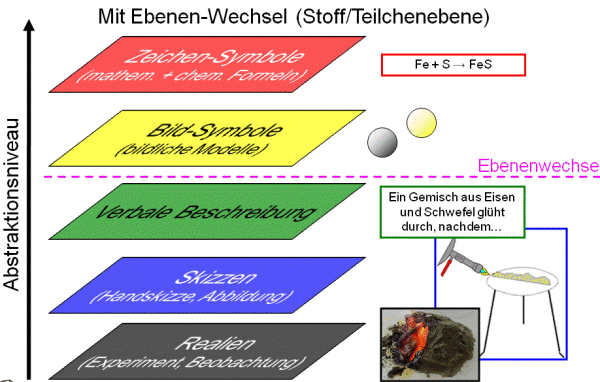 Mit Ebenen-Wechsel (Stoff/Teilchenebene)
Abstraktionsniveau
Zeichen-Symbole
(mathem. + chem. Formeln)
Fe + S → FeS
Bild-Symbole
(bildliche Modelle)
Ebenenwechse
Verbale Beschreibung
Ein Gemisch aus Eisen
und Schwefel glüht
durch, nachdem...
Skizzen
(Handskizze, Abbildung)
Realien
(Experiment, Beobachtung)